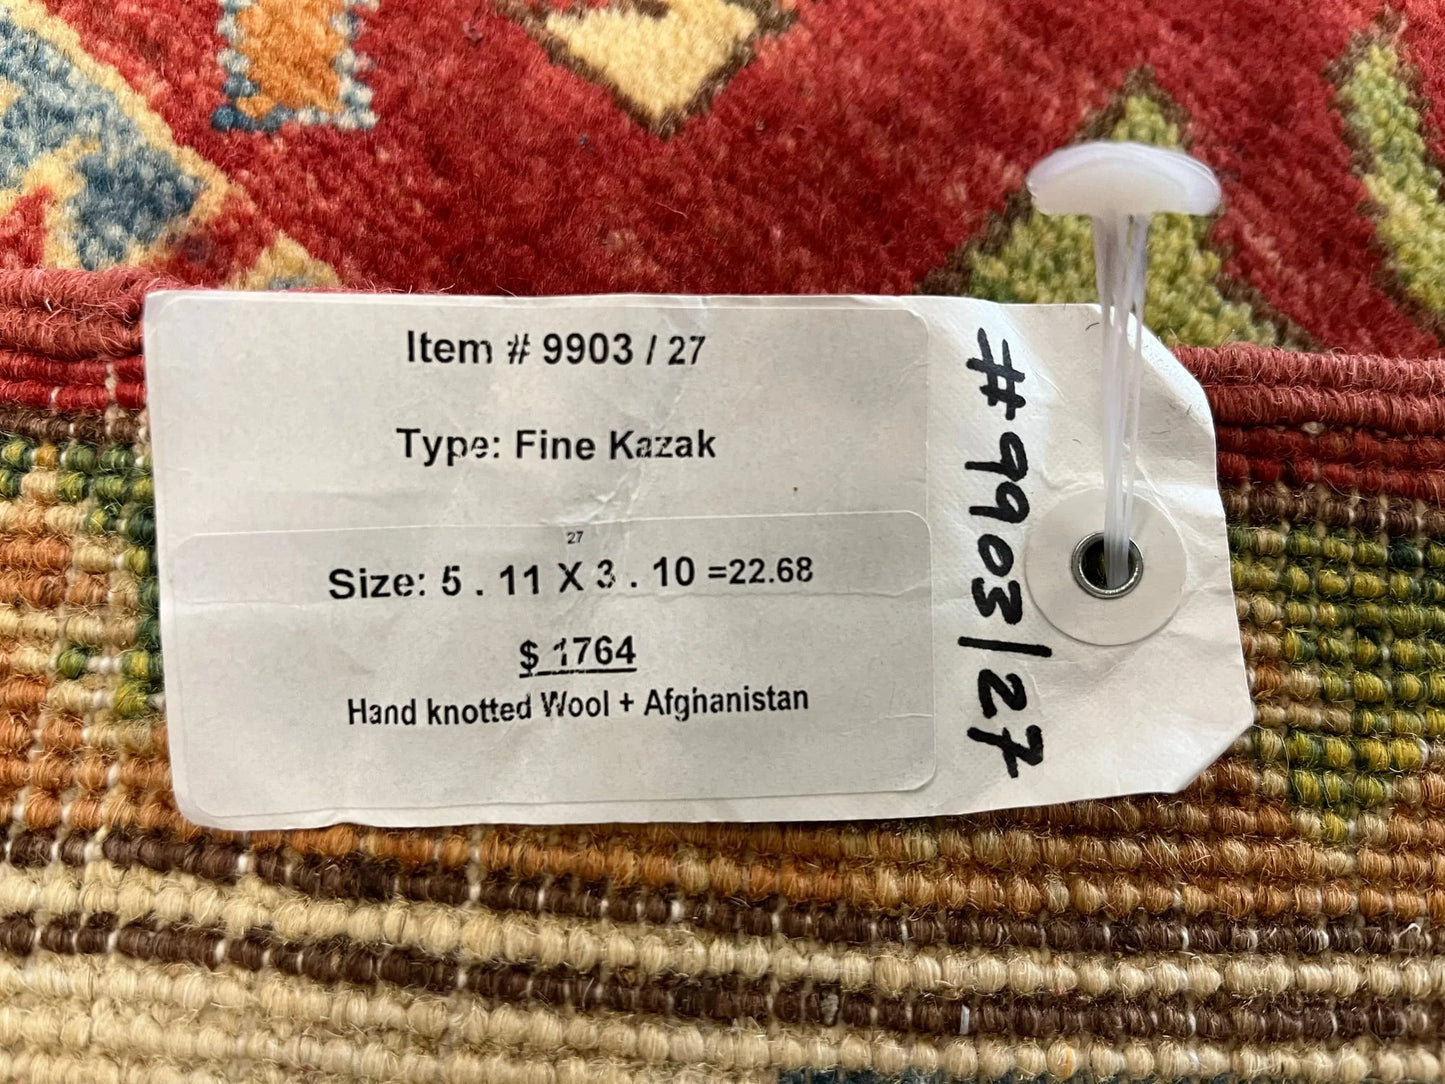 Item # 9903 / 27
Type: Fine Kazak
27
Size: 5 . 11 X 3 . 10 =22.68
$ 1764
Hand knotted Wool + Afghanistan
#9903/27